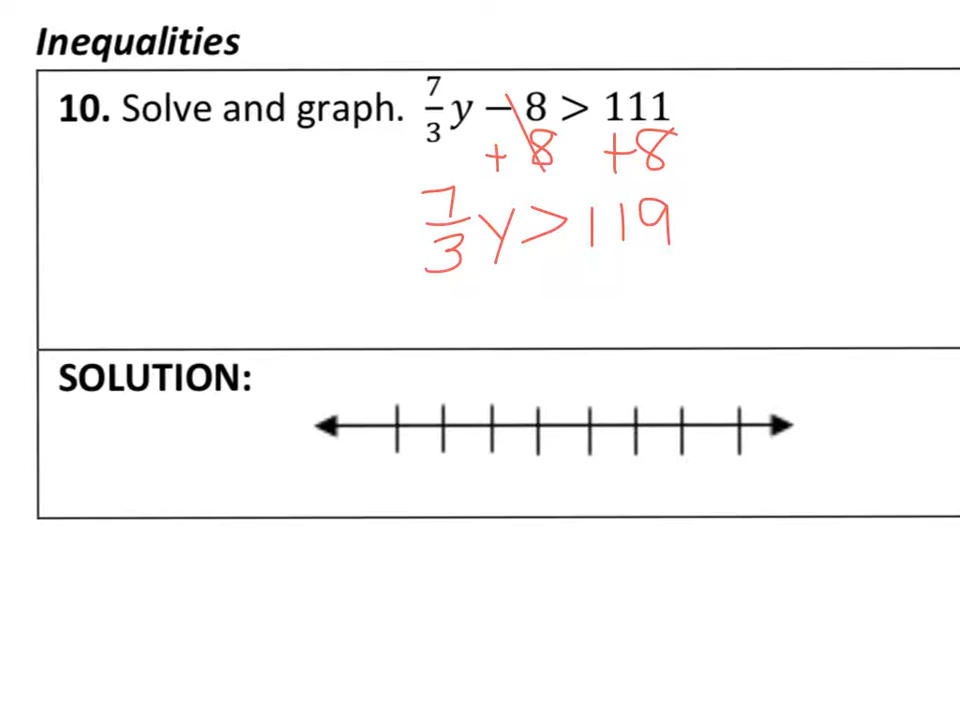 Inequalities
10. Solve and graph. 7/3 y − 8 > 111
+ 8 +8
7/3 y > 119
SOLUTION: